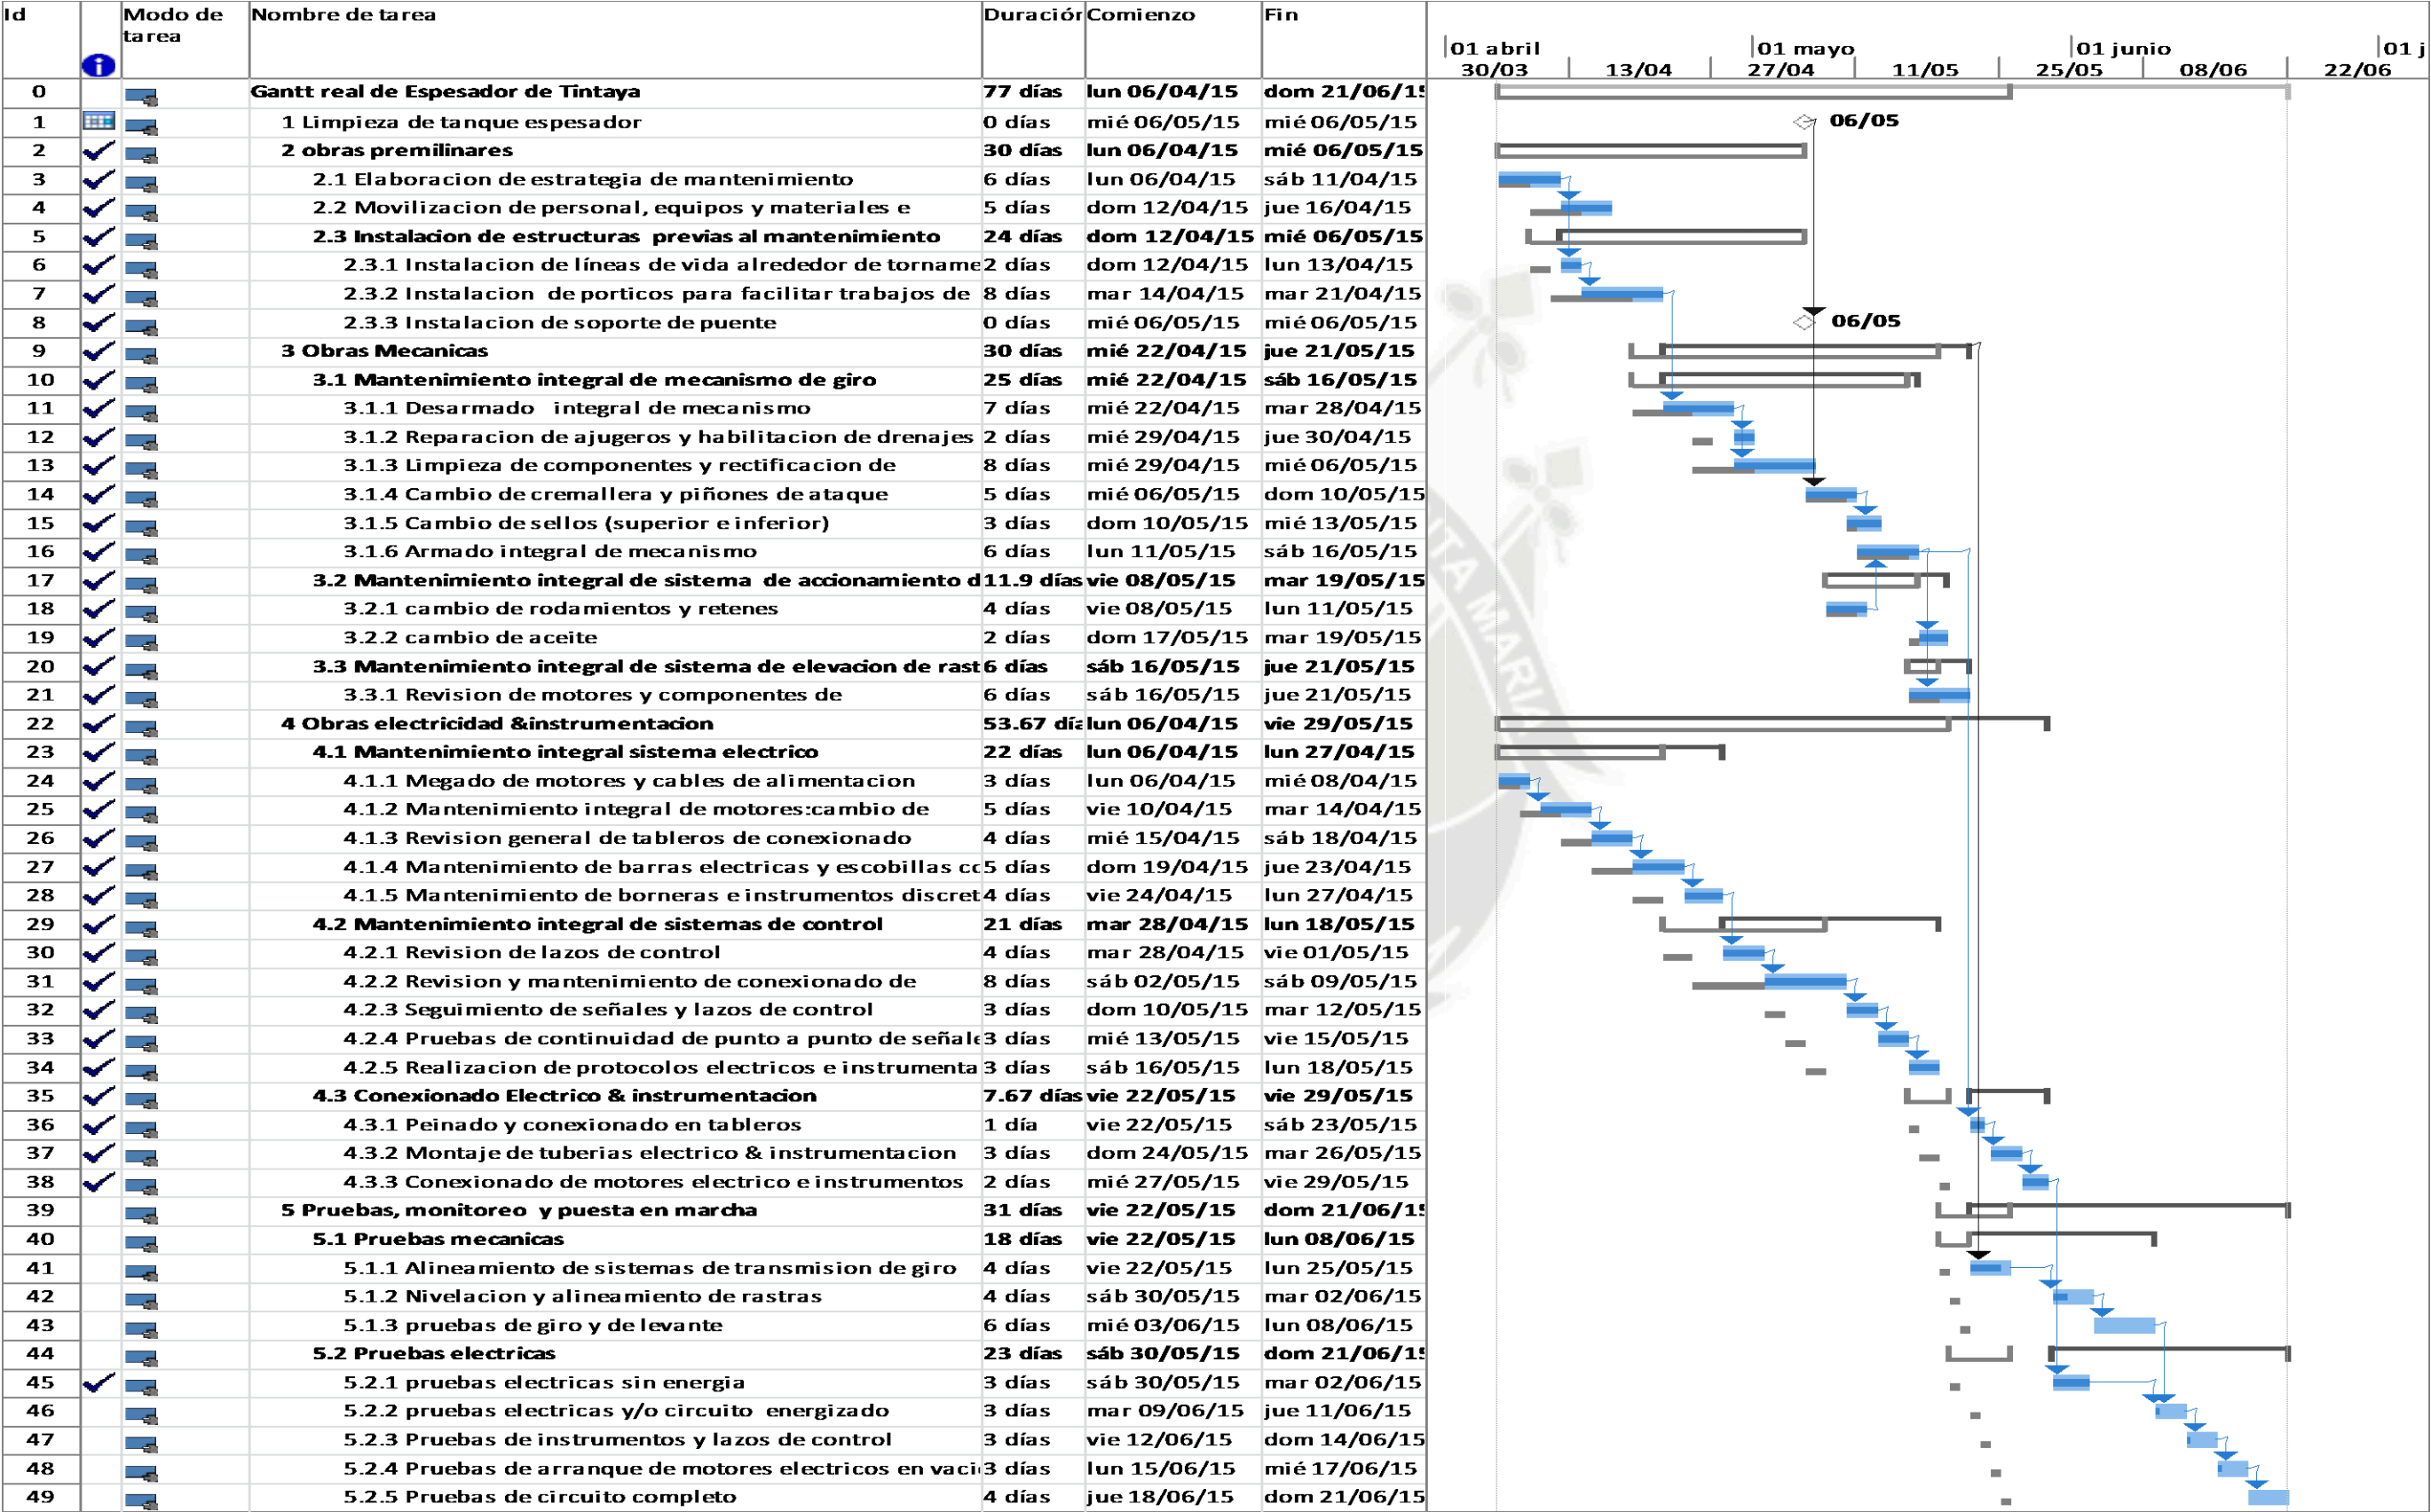 Id Modo de tarea Nombre de tarea Duración Comienzo Fin
01 abril 01 mayo 01 junio 01 j
30/03 13/04 27/04 11/05 25/05 08/06 22/06
0 Gantt real de Espesador de Tintaya 77 días lun 06/04/15 dom 21/06/15
1 1 Limpieza de tanque espesador 0 días mié 06/05/15 mié 06/05/15 06/05
2 2 obras premilinares 30 días lun 06/04/15 mié 06/05/15
3 2.1 Elaboracion de estrategia de mantenimiento 6 días lun 06/04/15 sáb 11/04/15
4 2.2 Movilizacion de personal, equipos y materiales e 5 días dom 12/04/15 jue 16/04/15
5 2.3 Instalacion de estructuras previas al mantenimiento 24 días dom 12/04/15 mié 06/05/15
6 2.3.1 Instalacion de líneas de vida alrededor de torname 2 días dom 12/04/15 lun 13/04/15
7 2.3.2 Instalacion de porticos para facilitar trabajos de 8 días mar 14/04/15 mar 21/04/15
8 2.3.3 Instalacion de soporte de puente 0 días mié 06/05/15 mié 06/05/15 06/05
9 3 Obras Mecanicas 30 días mié 22/04/15 jue 21/05/15
10 3.1 Mantenimiento integral de mecanismo de giro 25 días mié 22/04/15 sáb 16/05/15
11 3.1.1 Desarmado integral de mecanismo 7 días mié 22/04/15 mar 28/04/15
12 3.1.2 Reparacion de ajugeros y habilitacion de drenajes 2 días mié 29/04/15 jue 30/04/15
13 3.1.3 Limpieza de componentes y rectificacion de 8 días mié 29/04/15 mié 06/05/15
14 3.1.4 Cambio de cremallera y piñones de ataque 5 días mié 06/05/15 dom 10/05/15
15 3.1.5 Cambio de sellos (superior e inferior) 3 días dom 10/05/15 mié 13/05/15
16 3.1.6 Armado integral de mecanismo 6 días lun 11/05/15 sáb 16/05/15
17 3.2 Mantenimiento integral de sistema de accionamiento d 11.9 días vie 08/05/15 mar 19/05/15
18 3.2.1 cambio de rodamientos y retenes 4 días vie 08/05/15 lun 11/05/15
19 3.2.2 cambio de aceite 2 días dom 17/05/15 mar 19/05/15
20 3.3 Mantenimiento integral de sistema de elevacion de rast 6 días sáb 16/05/15 jue 21/05/15
21 3.3.1 Revision de motores y componentes de 6 días sáb 16/05/15 jue 21/05/15
22 4 Obras electricidad &instrumentacion 53.67 día lun 06/04/15 vie 29/05/15
23 4.1 Mantenimiento integral sistema electrico 22 días lun 06/04/15 lun 27/04/15
24 4.1.1 Megado de motores y cables de alimentacion 3 días lun 06/04/15 mié 08/04/15
25 4.1.2 Mantenimiento integral de motores:cambio de 5 días vie 10/04/15 mar 14/04/15
26 4.1.3 Revision general de tableros de conexionado 4 días mié 15/04/15 sáb 18/04/15
27 4.1.4 Mantenimiento de barras electricas y escobillas cc 5 días dom 19/04/15 jue 23/04/15
28 4.1.5 Mantenimiento de borneras e instrumentos discret 4 días vie 24/04/15 lun 27/04/15
29 4.2 Mantenimiento integral de sistemas de control 21 días mar 28/04/15 lun 18/05/15
30 4.2.1 Revision de lazos de control 4 días mar 28/04/15 vie 01/05/15
31 4.2.2 Revision y mantenimiento de conexionado de 8 días sáb 02/05/15 sáb 09/05/15
32 4.2.3 Seguimiento de señales y lazos de control 3 días dom 10/05/15 mar 12/05/15
33 4.2.4 Pruebas de continuidad de punto a punto de señale 3 días mié 13/05/15 vie 15/05/15
34 4.2.5 Realizacion de protocolos electricos e instrumenta 3 días sáb 16/05/15 lun 18/05/15
35 4.3 Conexionado Electrico & instrumentacion 7.67 días vie 22/05/15 vie 29/05/15
36 4.3.1 Peinado y conexionado en tableros 1 día vie 22/05/15 sáb 23/05/15
37 4.3.2 Montaje de tuberias electrico & instrumentacion 3 días dom 24/05/15 mar 26/05/15
38 4.3.3 Conexionado de motores electrico e instrumentos 2 días mié 27/05/15 vie 29/05/15
39 5 Pruebas, monitoreo y puesta en marcha 31 días vie 22/05/15 dom 21/06/15
40 5.1 Pruebas mecanicas 18 días vie 22/05/15 lun 08/06/15
41 5.1.1 Alineamiento de sistemas de transmision de giro 4 días vie 22/05/15 lun 25/05/15
42 5.1.2 Nivelacion y alineamiento de rastras 4 días sáb 30/05/15 mar 02/06/15
43 5.1.3 pruebas de giro y de levante 6 días mié 03/06/15 lun 08/06/15
44 5.2 Pruebas electricas 23 días sáb 30/05/15 dom 21/06/15
45 5.2.1 pruebas electricas sin energia 3 días sáb 30/05/15 mar 02/06/15
46 5.2.2 pruebas electricas y/o circuito energizado 3 días mar 09/06/15 jue 11/06/15
47 5.2.3 Pruebas de instrumentos y lazos de control 3 días vie 12/06/15 dom 14/06/15
48 5.2.4 Pruebas de arranque de motores electricos en vaci 3 días lun 15/06/15 mié 17/06/15
49 5.2.5 Pruebas de circuito completo 4 días jue 18/06/15 dom 21/06/15